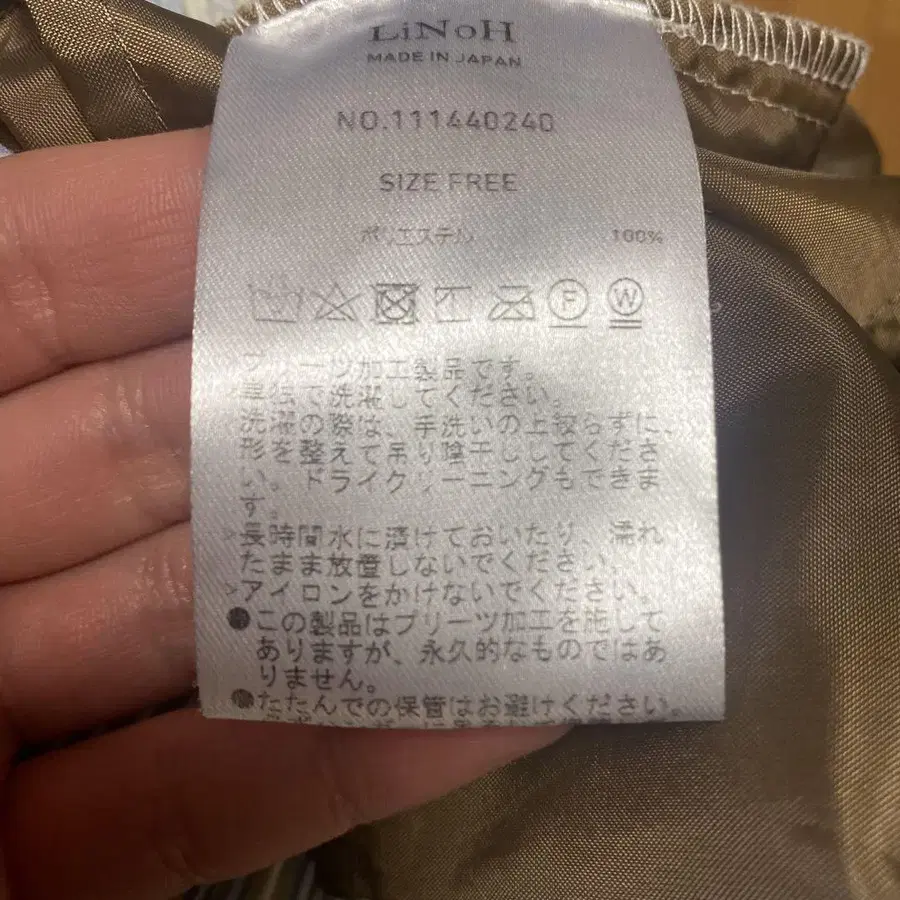 LiNoH
MADE IN JAPAN
NO.111440240
SIZE FREE
ポリエステル 100%
F W
プリーツ加工製品です。
単独で洗濯してください。
洗濯の際は、手洗いの上絞らずに、
形を整えて吊り陰干ししてくださ
い。ドライクリーニングもできま
す。
>長時間水に漬けておいたり、濡れ
たまま放置しないでください。
>アイロンをかけないでください。
●この製品はプリーツ加工を施して
ありますが、永久的なものではあ
りません。
●たたんでの保管はお避けください。